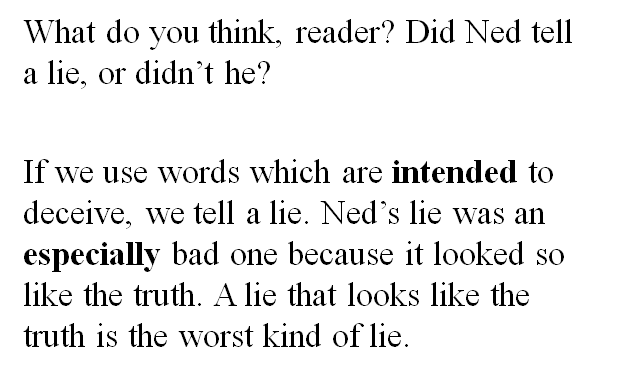 What do you think, reader? Did Ned tell
a lie, or didn’t he?
If we use words which are intended to
deceive, we tell a lie. Ned’s lie was an
especially bad one because it looked so
like the truth. A lie that looks like the
truth is the worst kind of lie.